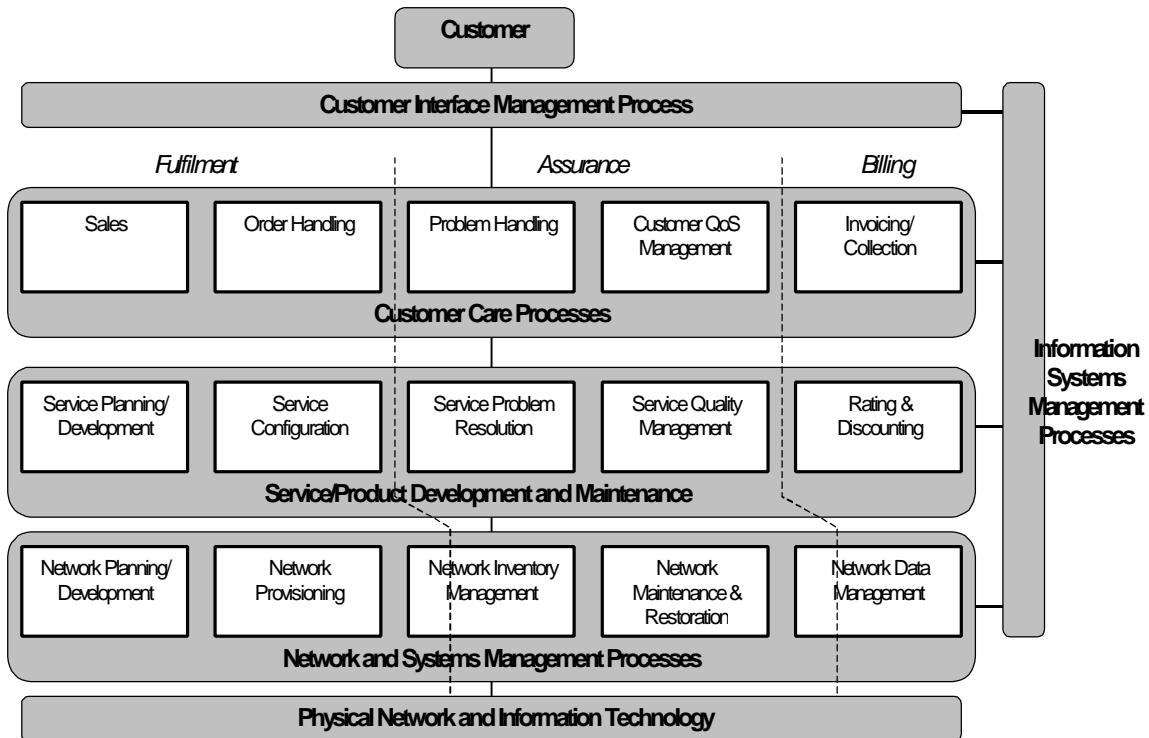 Customer
Customer Interface Management Process
Fulfilment
Assurance
Billing
Sales
Order Handling
Problem Handling
Customer QoS
Management
Invoicing/
Collection
Customer Care Processes
Service Planning/
Development
Service
Configuration
Service Problem
Resolution
Service Quality
Management
Rating &
Discounting
Service/Product Development and Maintenance
Network Planning/
Development
Network
Provisioning
Network Inventory
Management
Network
Maintenance &
Restoration
Network Data
Management
Network and Systems Management Processes
Physical Network and Information Technology
Information
Systems
Management
Processes